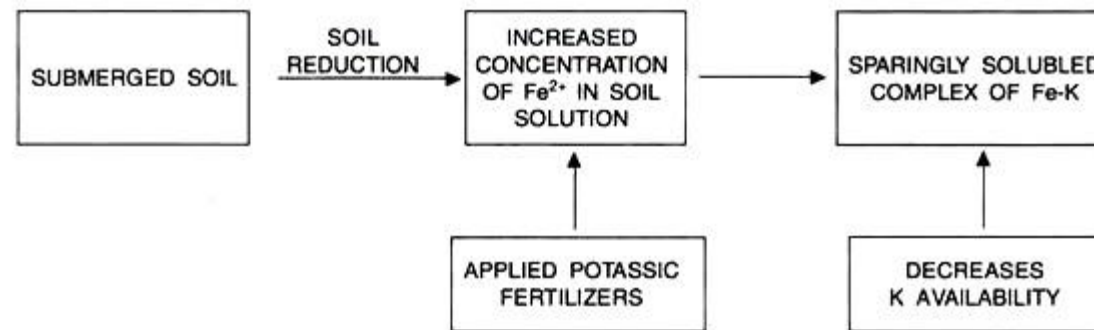 SUBMERGED SOIL
SOIL
REDUCTION
INCREASED
CONCENTRATION
OF Fe²⁺ IN SOIL
SOLUTION
SPARINGLY SOLUBLED
COMPLEX OF Fe-K
APPLIED POTASSIC
FERTILIZERS
DECREASES
K AVAILABILITY